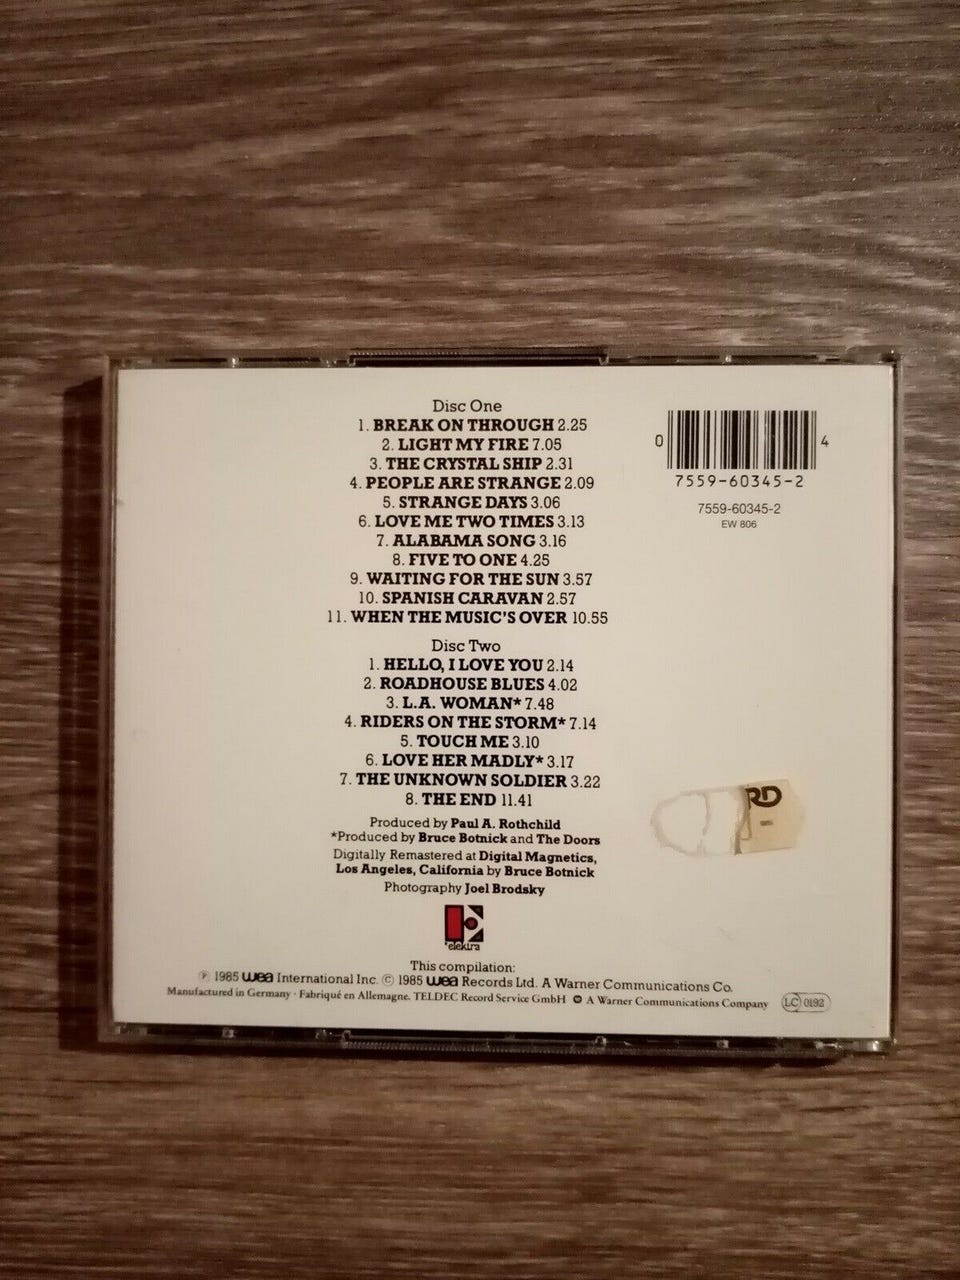 Disc One
1. BREAK ON THROUGH 2.25
2. LIGHT MY FIRE 7.05
3. THE CRYSTAL SHIP 2.31
4. PEOPLE ARE STRANGE 2.09
5. STRANGE DAYS 3.06
6. LOVE ME TWO TIMES 3.13
7. ALABAMA SONG 3.16
8. FIVE TO ONE 4.25
9. WAITING FOR THE SUN 3.57
10. SPANISH CARAVAN 2.57
11. WHEN THE MUSIC'S OVER 10.55
Disc Two
1. HELLO, I LOVE YOU 2.14
2. ROADHOUSE BLUES 4.02
3. L.A. WOMAN* 7.48
4. RIDERS ON THE STORM* 7.14
5. TOUCH ME 3.10
6. LOVE HER MADLY* 3.17
7. THE UNKNOWN SOLDIER 3.22
8. THE END 11.41
Produced by Paul A. Rothchild
*Produced by Bruce Botnick and The Doors
Digitally Remastered at Digital Magnetics,
Los Angeles, California by Bruce Botnick
Photography Joel Brodsky
elektra
This compilation:
℗ 1985 wea International Inc. © 1985 wea Records Ltd. A Warner Communications Co.
Manufactured in Germany · Fabriqué en Allemagne. TELDEC Record Service GmbH A Warner Communications Company
LC 0192
0 4
7559-60345-2
7559-60345-2
EW 806
RD
-